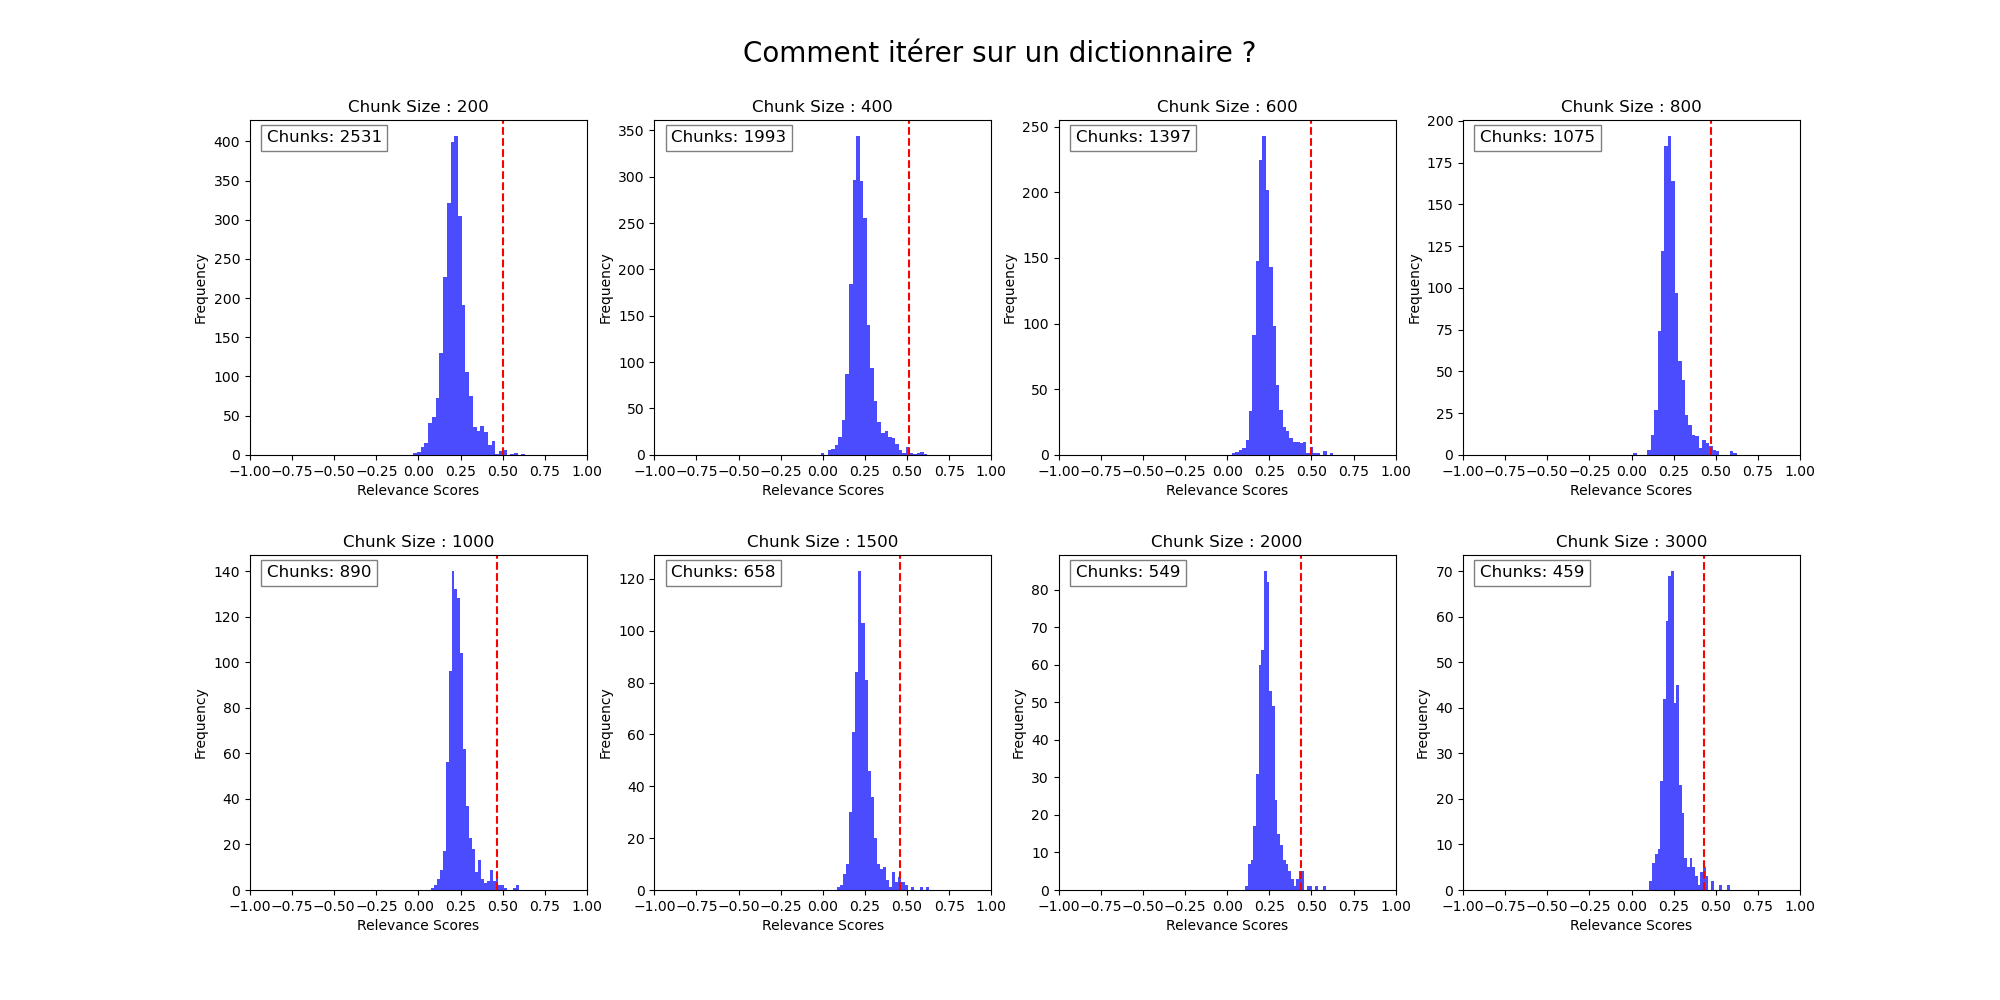 Comment itérer sur un dictionnaire ?
Chunk Size : 200
Chunks: 2531
400
350
300
250
200
150
100
50
0
Frequency
−1.00 −0.75 −0.50 −0.25 0.00 0.25 0.50 0.75 1.00
Relevance Scores
Chunk Size : 400
Chunks: 1993
350
300
250
200
150
100
50
0
Frequency
−1.00 −0.75 −0.50 −0.25 0.00 0.25 0.50 0.75 1.00
Relevance Scores
Chunk Size : 600
Chunks: 1397
250
200
150
100
50
0
Frequency
−1.00 −0.75 −0.50 −0.25 0.00 0.25 0.50 0.75 1.00
Relevance Scores
Chunk Size : 800
Chunks: 1075
200
175
150
125
100
75
50
25
0
Frequency
−1.00 −0.75 −0.50 −0.25 0.00 0.25 0.50 0.75 1.00
Relevance Scores
Chunk Size : 1000
Chunks: 890
140
120
100
80
60
40
20
0
Frequency
−1.00 −0.75 −0.50 −0.25 0.00 0.25 0.50 0.75 1.00
Relevance Scores
Chunk Size : 1500
Chunks: 658
120
100
80
60
40
20
0
Frequency
−1.00 −0.75 −0.50 −0.25 0.00 0.25 0.50 0.75 1.00
Relevance Scores
Chunk Size : 2000
Chunks: 549
80
70
60
50
40
30
20
10
0
Frequency
−1.00 −0.75 −0.50 −0.25 0.00 0.25 0.50 0.75 1.00
Relevance Scores
Chunk Size : 3000
Chunks: 459
70
60
50
40
30
20
10
0
Frequency
−1.00 −0.75 −0.50 −0.25 0.00 0.25 0.50 0.75 1.00
Relevance Scores